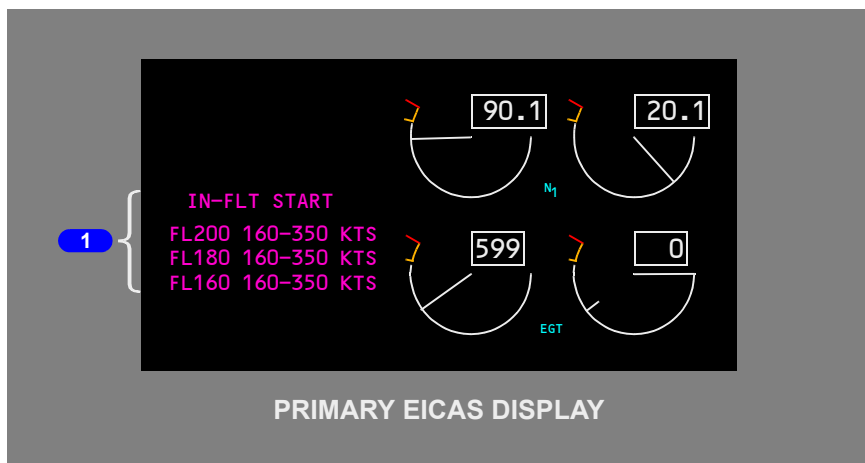 90.1 20.1
N1
IN-FLT START
1
FL200 160-350 KTS
FL180 160-350 KTS
FL160 160-350 KTS
599 0
EGT
PRIMARY EICAS DISPLAY